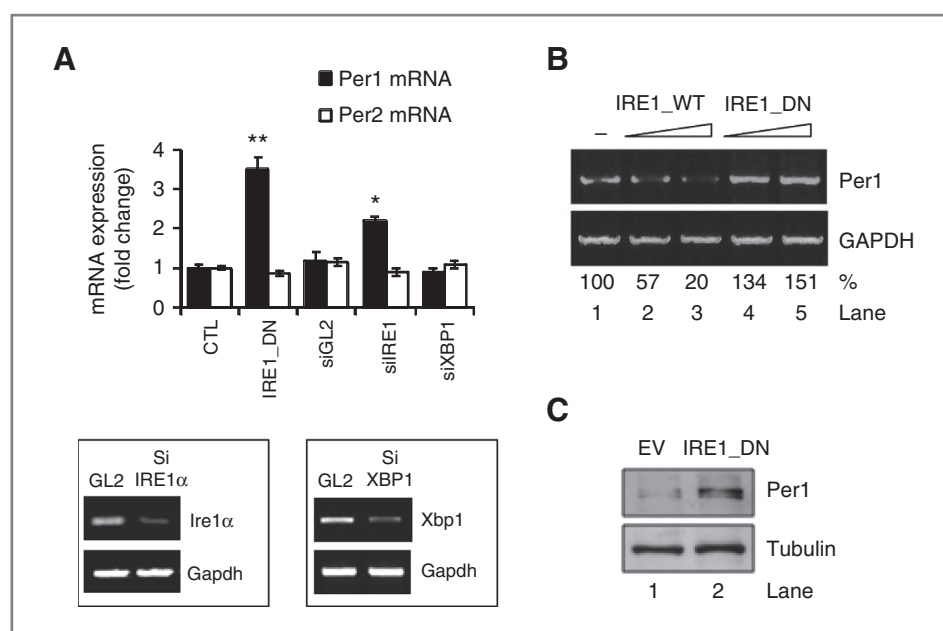 A
Per1 mRNA
Per2 mRNA
mRNA expression
(fold change)
4
3
2
1
0
**
*
CTL
IRE1_DN
siGL2
siIRE1
siXBP1
Si
GL2 IRE1α
Ire1α
Gapdh
Si
GL2 XBP1
Xbp1
Gapdh
B
IRE1_WT IRE1_DN
–
Per1
GAPDH
100 57 20 134 151 %
1 2 3 4 5 Lane
C
EV IRE1_DN
Per1
Tubulin
1 2 Lane